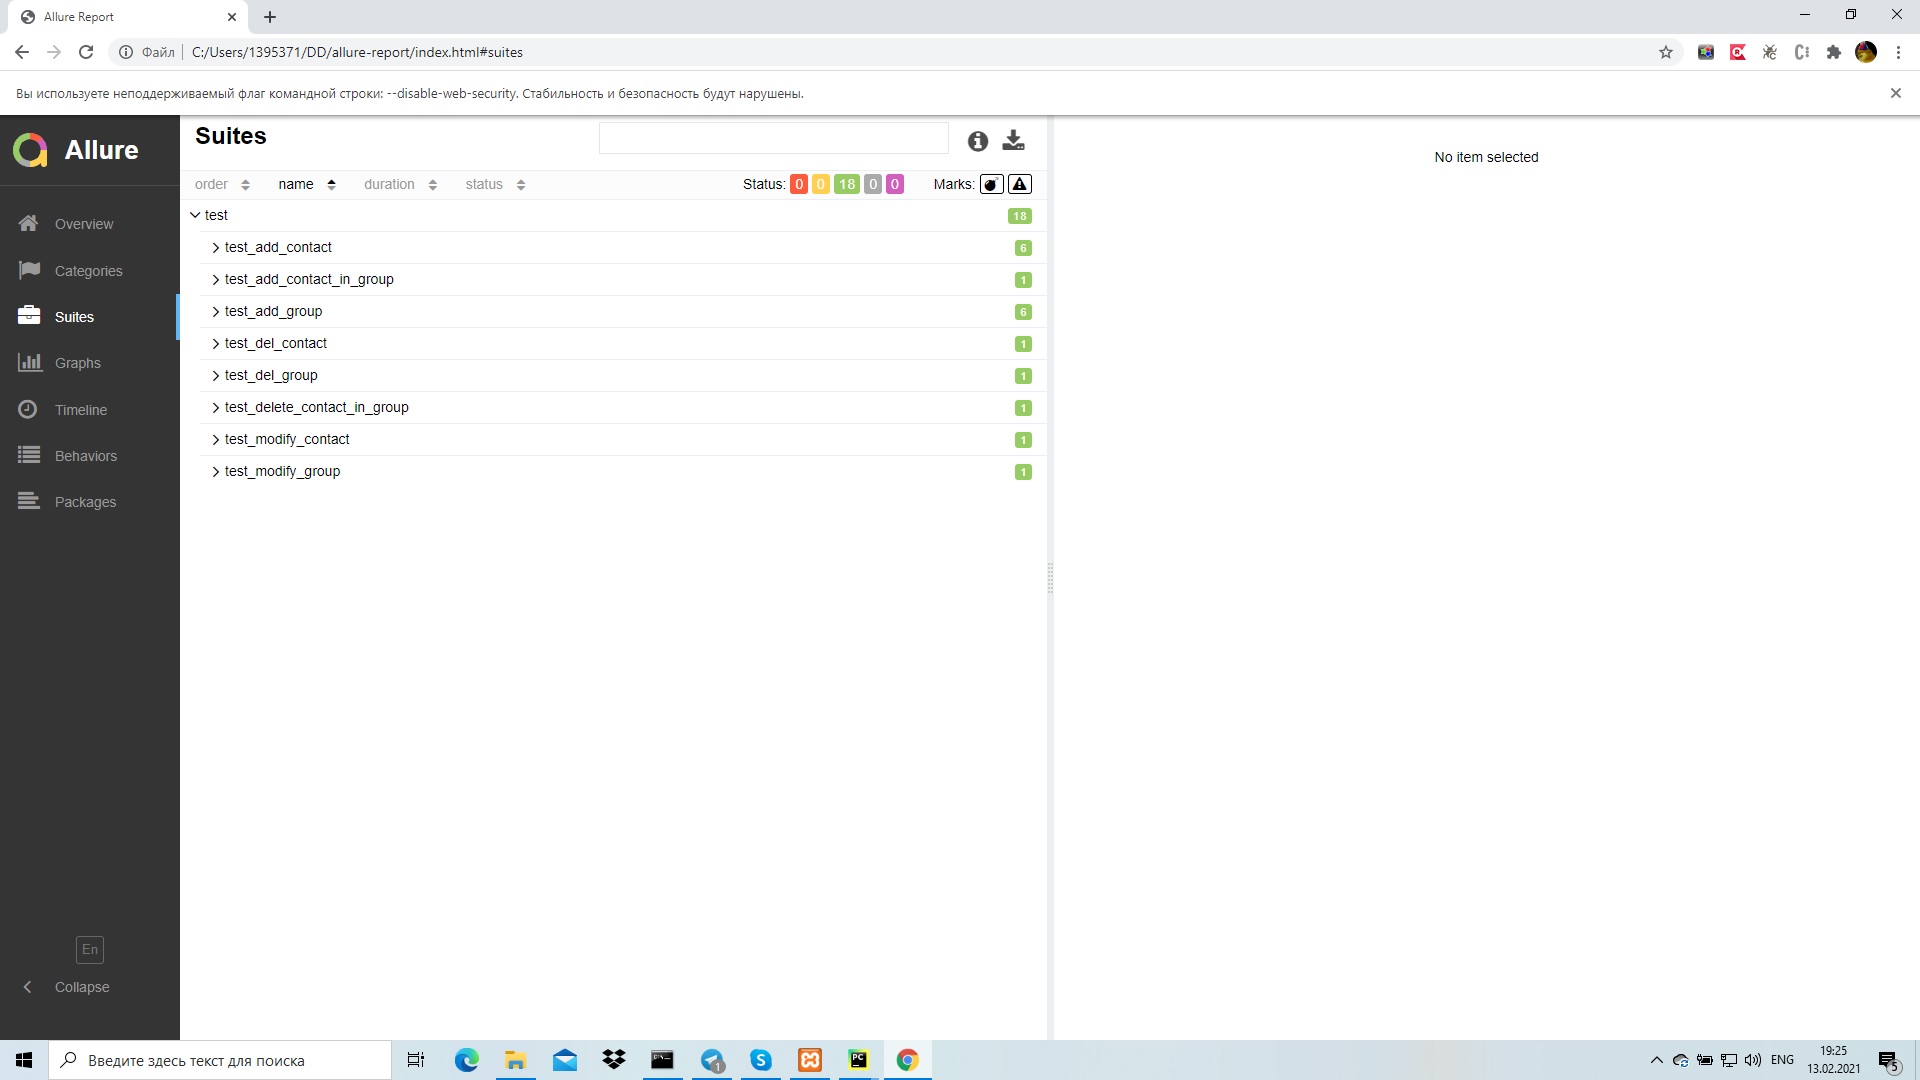 Allure Report
Файл
C:/Users/1395371/DD/allure-report/index.html#suites
Вы используете неподдерживаемый флаг командной строки: --disable-web-security. Стабильность и безопасность будут нарушены.
Allure
Overview
Categories
Suites
Graphs
Timeline
Behaviors
Packages
En
Collapse
Suites
order name duration status
Status: 0 0 18 0 0 Marks:
test 18
test_add_contact 6
test_add_contact_in_group 1
test_add_group 6
test_del_contact 1
test_del_group 1
test_delete_contact_in_group 1
test_modify_contact 1
test_modify_group 1
No item selected
Введите здесь текст для поиска
1
PC
ENG
19:25
13.02.2021
5